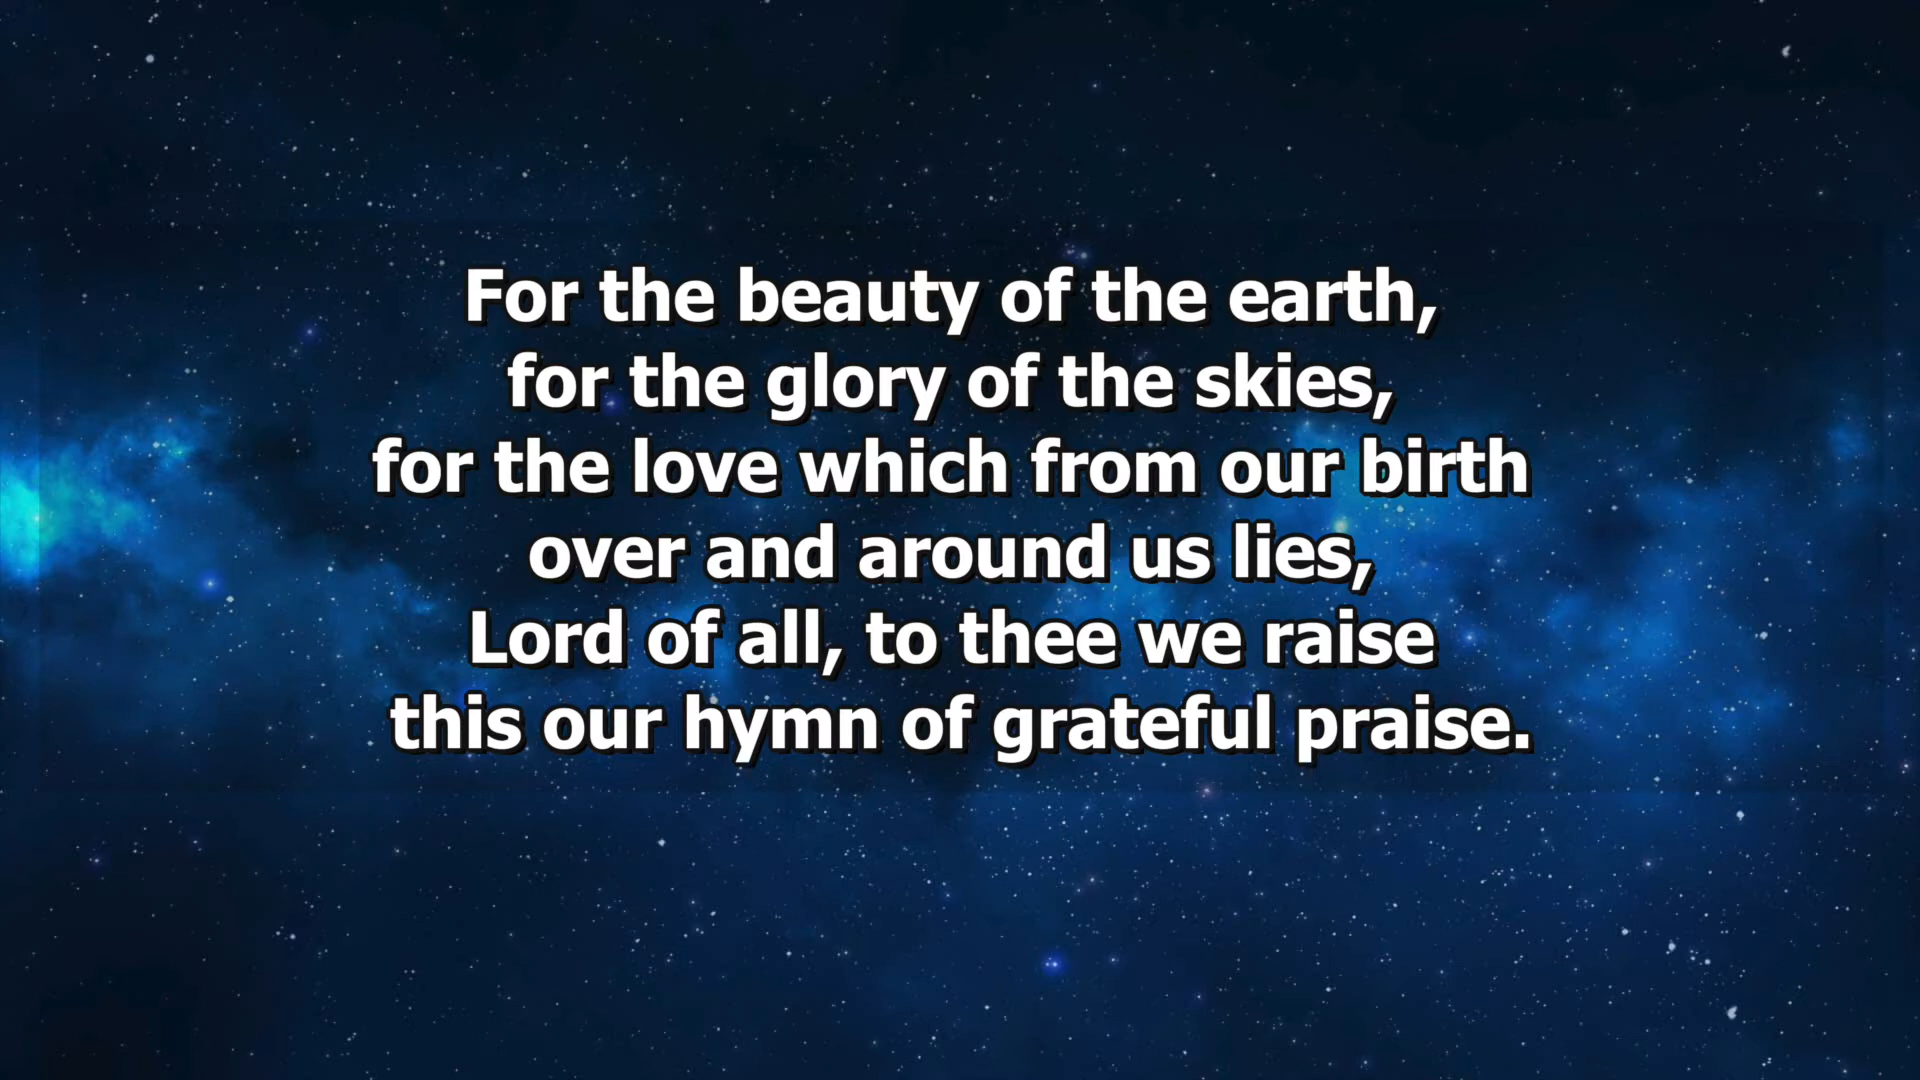 For the beauty of the earth,
for the glory of the skies,
for the love which from our birth
over and around us lies,
Lord of all, to thee we raise
this our hymn of grateful praise.